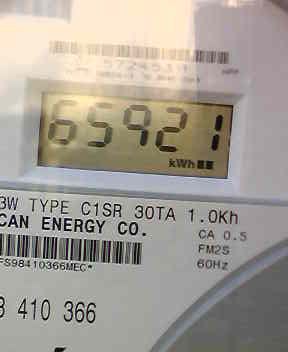 65921
kWh
3W TYPE C1SR 30TA 1.0Kh
CAN ENERGY CO.
CA 0.5
FM2S
60Hz
FS98410366MEC*
8 410 366